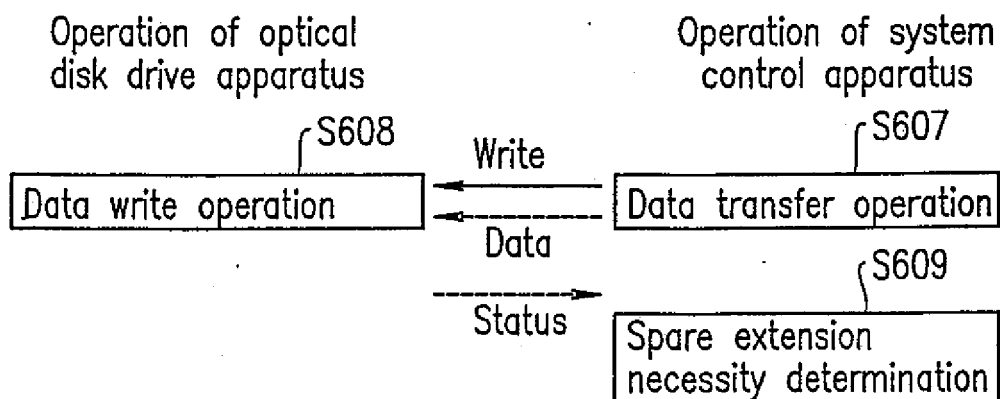 Operation of optical
disk drive apparatus
Operation of system
control apparatus
S608
S607
Write
Data write operation
Data transfer operation
Data
S609
Status
Spare extension
necessity determination